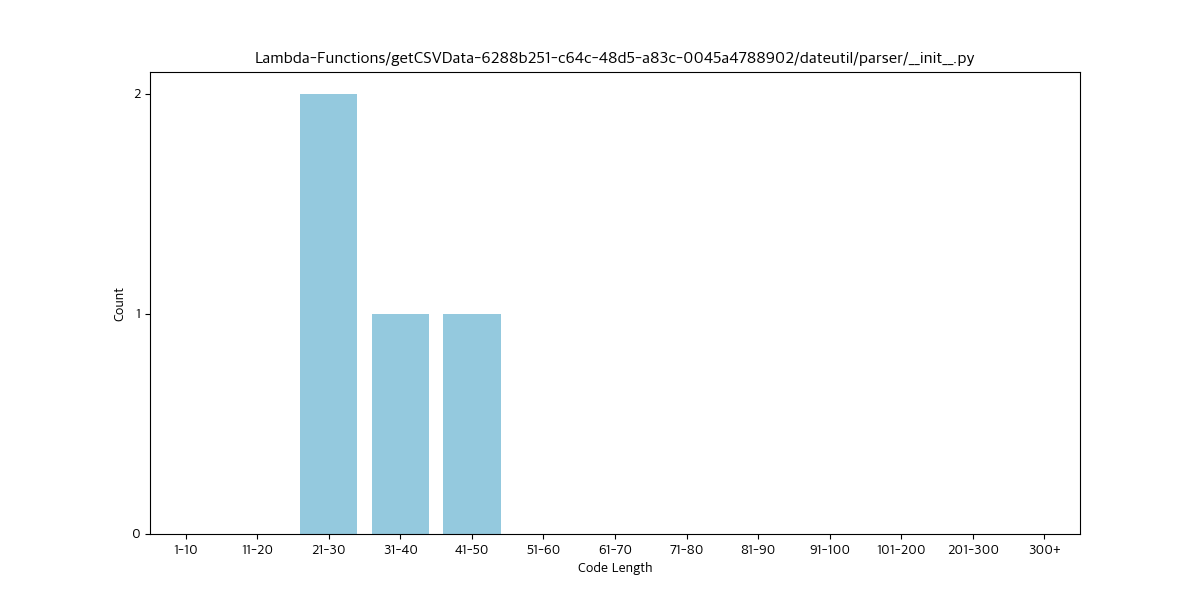 Lambda-Functions/getCSVData-6288b251-c64c-48d5-a83c-0045a4788902/dateutil/parser/__init__.py
2
1
0
Count
1-10 11-20 21-30 31-40 41-50 51-60 61-70 71-80 81-90 91-100 101-200 201-300 300+
Code Length